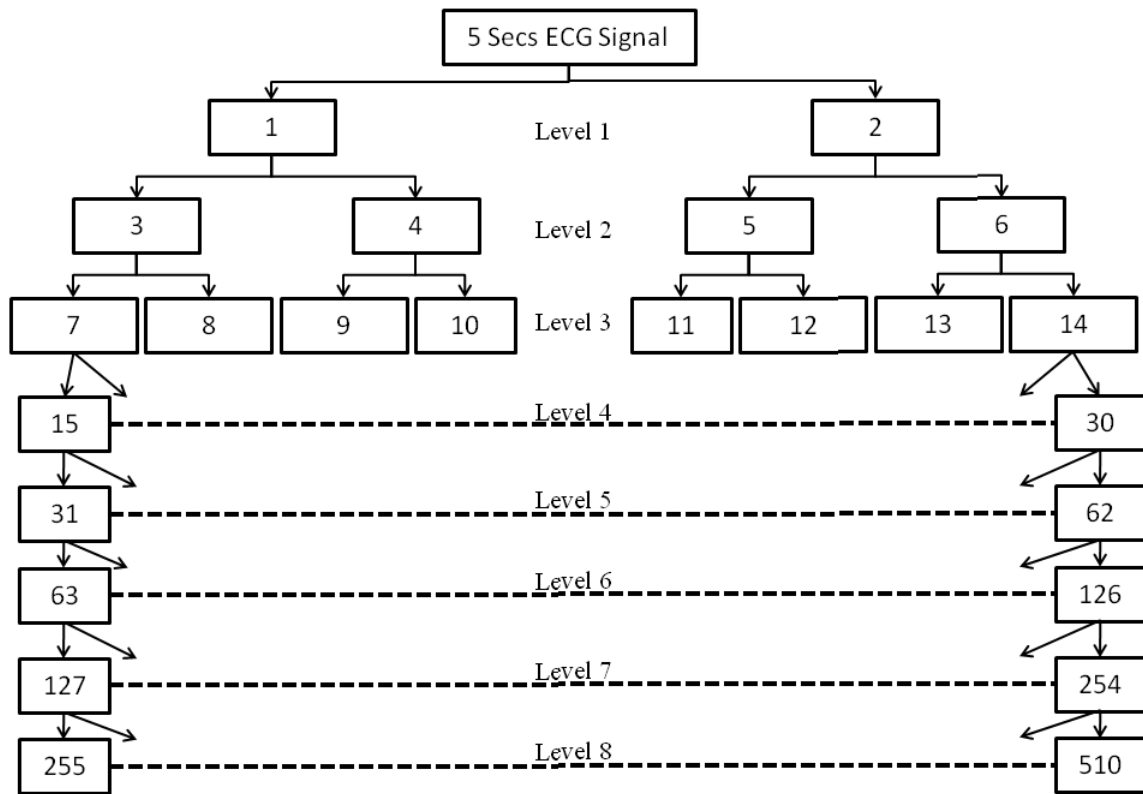 5 Secs ECG Signal
1 Level 1 2
3 4 Level 2 5 6
7 8 9 10 Level 3 11 12 13 14
15 Level 4 30
31 Level 5 62
63 Level 6 126
127 Level 7 254
255 Level 8 510